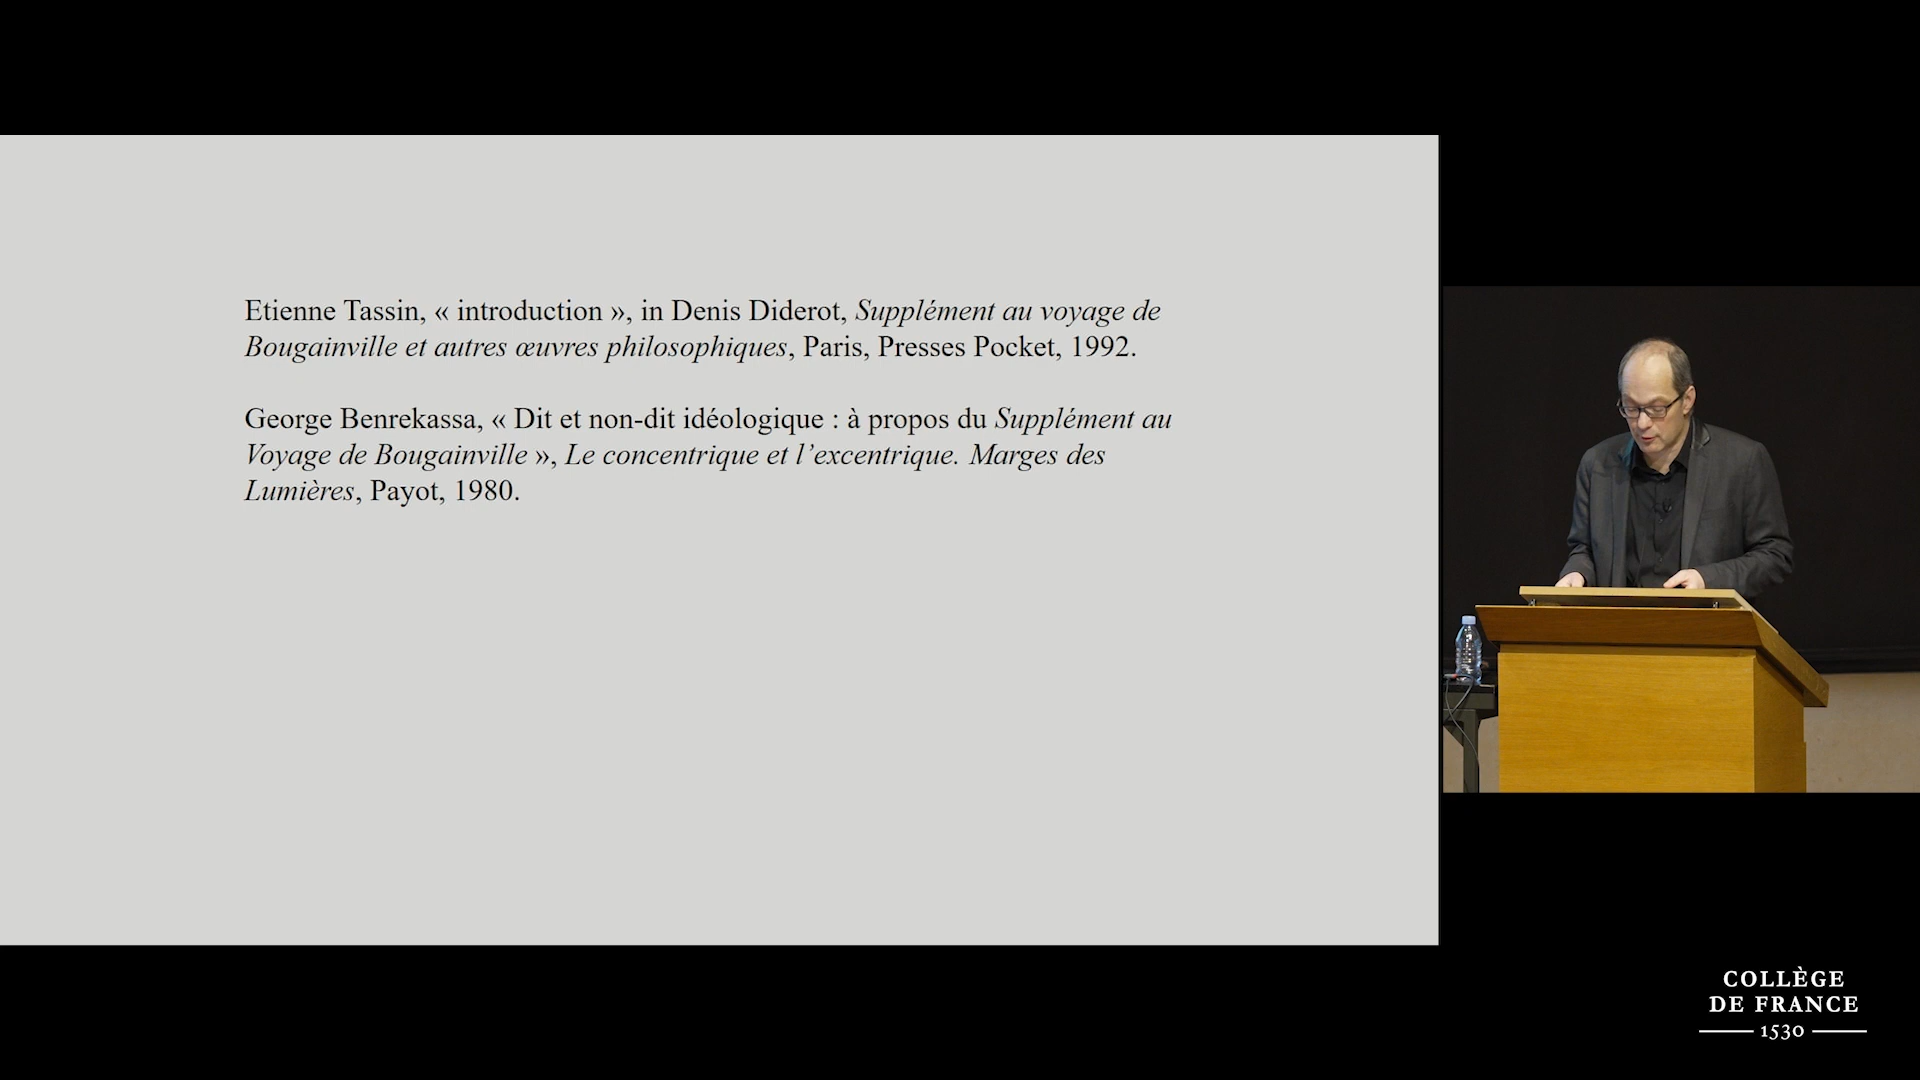 Etienne Tassin, « introduction », in Denis Diderot, Supplément au voyage de
Bougainville et autres œuvres philosophiques, Paris, Presses Pocket, 1992.
George Benrekassa, « Dit et non-dit idéologique : à propos du Supplément au
Voyage de Bougainville », Le concentrique et l’excentrique. Marges des
Lumières, Payot, 1980.
COLLÈGE
DE FRANCE
1530